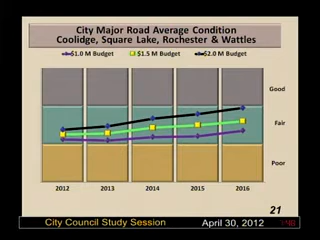 City Major Road Average Condition
Coolidge, Square Lake, Rochester & Wattles
$1.0 M Budget $1.5 M Budget $2.0 M Budget
Good
Fair
Poor
2012 2013 2014 2015 2016
21
City Council Study Session April 30, 2012